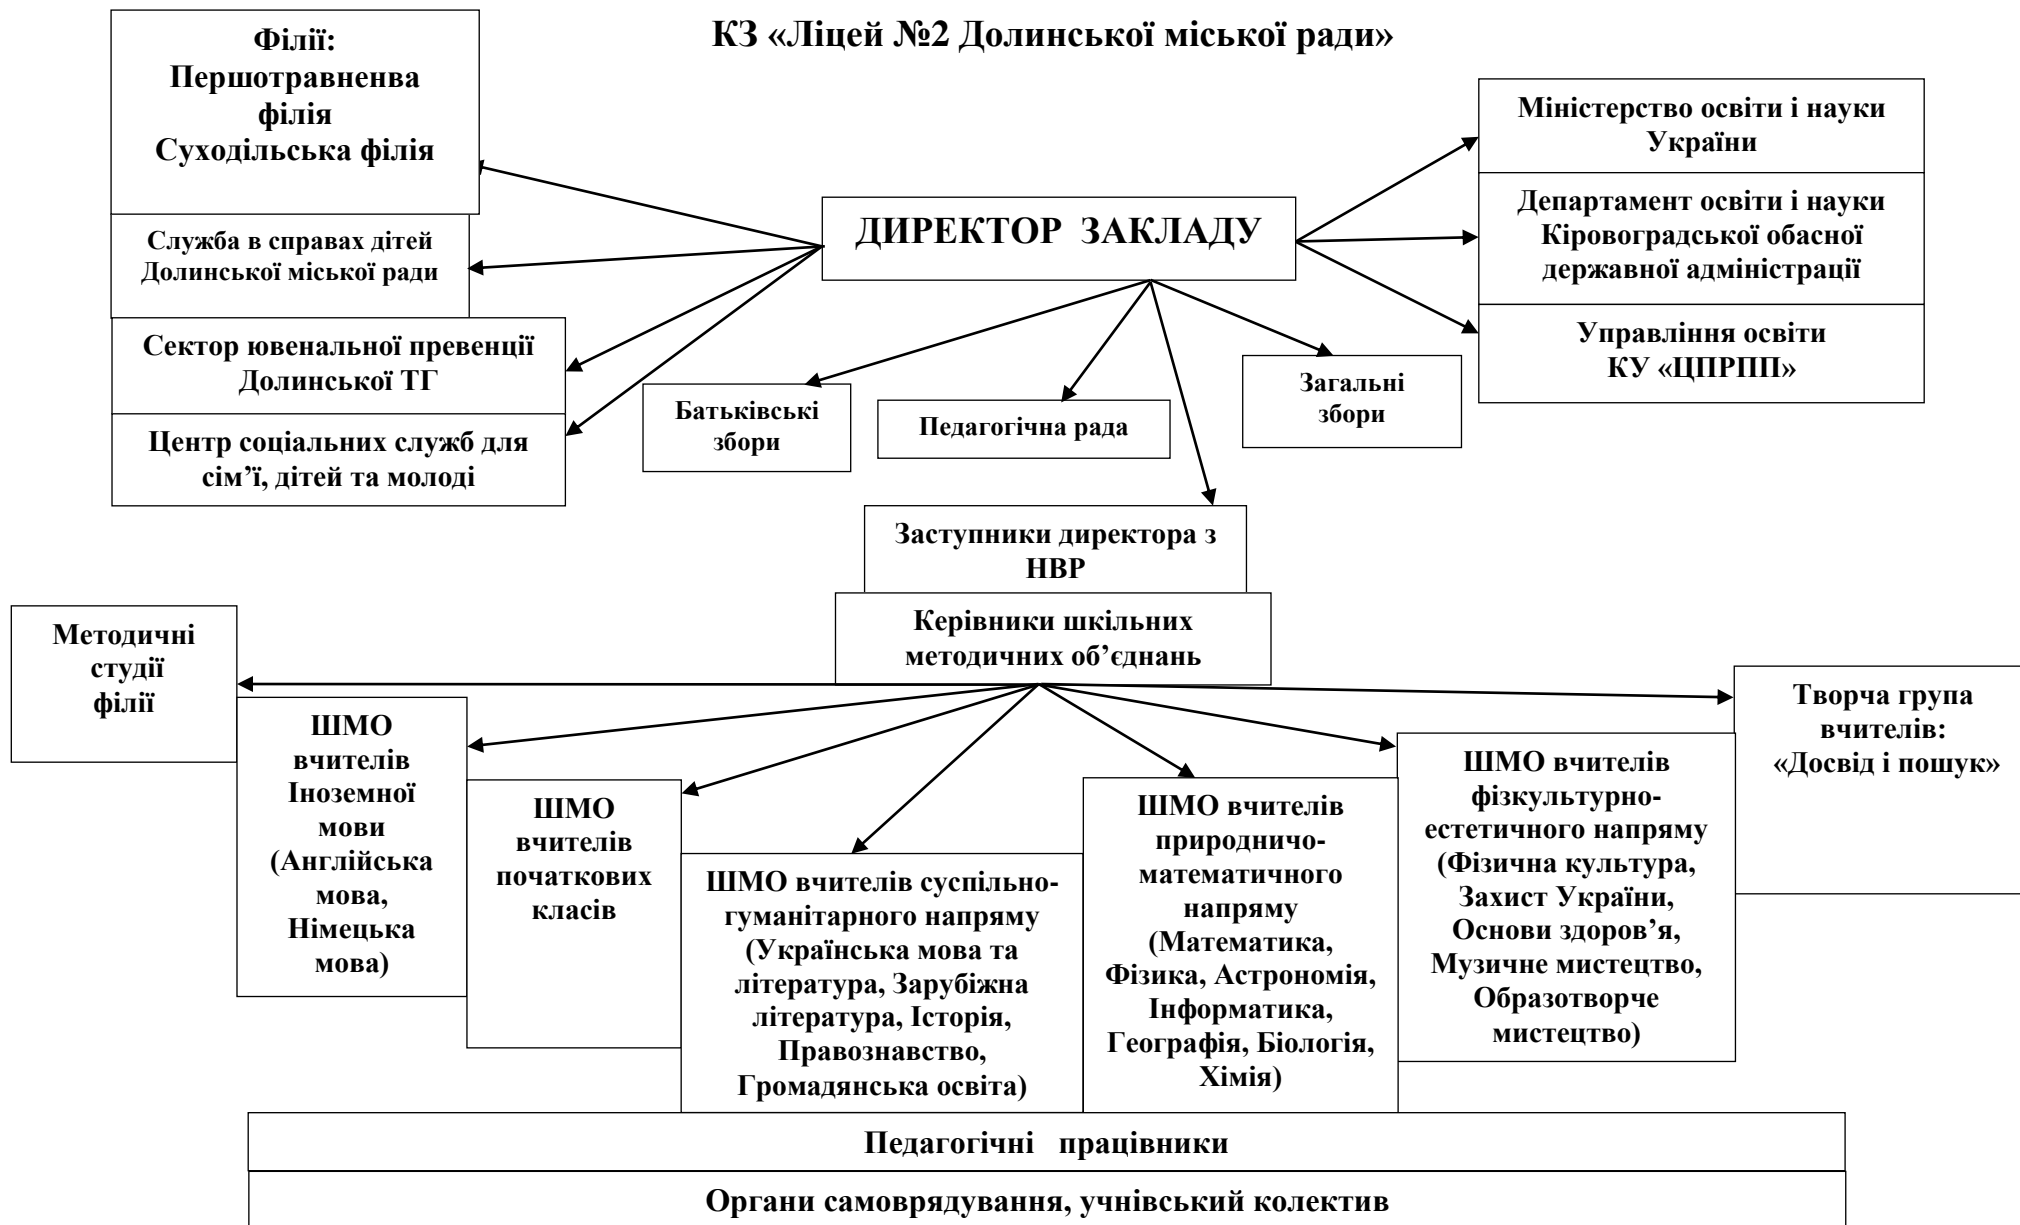 КЗ «Ліцей №2 Долинської міської ради»
Філії:
Першотравненва
філія
Суходільська філія
Служба в справах дітей
Долинської міської ради
Сектор ювенальної превенції
Долинської ТГ
Центр соціальних служб для
сім’ї, дітей та молоді
ДИРЕКТОР ЗАКЛАДУ
Міністерство освіти і науки
України
Департамент освіти і науки
Кіровоградської обасної
державної адміністрації
Управління освіти
КУ «ЦПРПП»
Батьківські
збори
Педагогічна рада
Загальні
збори
Заступники директора з
НВР
Керівники шкільних
методичних об’єднань
Методичні
студії
філії
ШМО
вчителів
Іноземної
мови
(Англійська
мова,
Німецька
мова)
ШМО
вчителів
початкових
класів
ШМО вчителів суспільно-
гуманітарного напряму
(Українська мова та
література, Зарубіжна
література, Історія,
Правознавство,
Громадянська освіта)
ШМО вчителів
природничо-
математичного
напряму
(Математика,
Фізика, Астрономія,
Інформатика,
Географія, Біологія,
Хімія)
ШМО вчителів
фізкультурно-
естетичного напряму
(Фізична культура,
Захист України,
Основи здоров’я,
Музичне мистецтво,
Образотворче
мистецтво)
Творча група
вчителів:
«Досвід і пошук»
Педагогічні працівники
Органи самоврядування, учнівський колектив